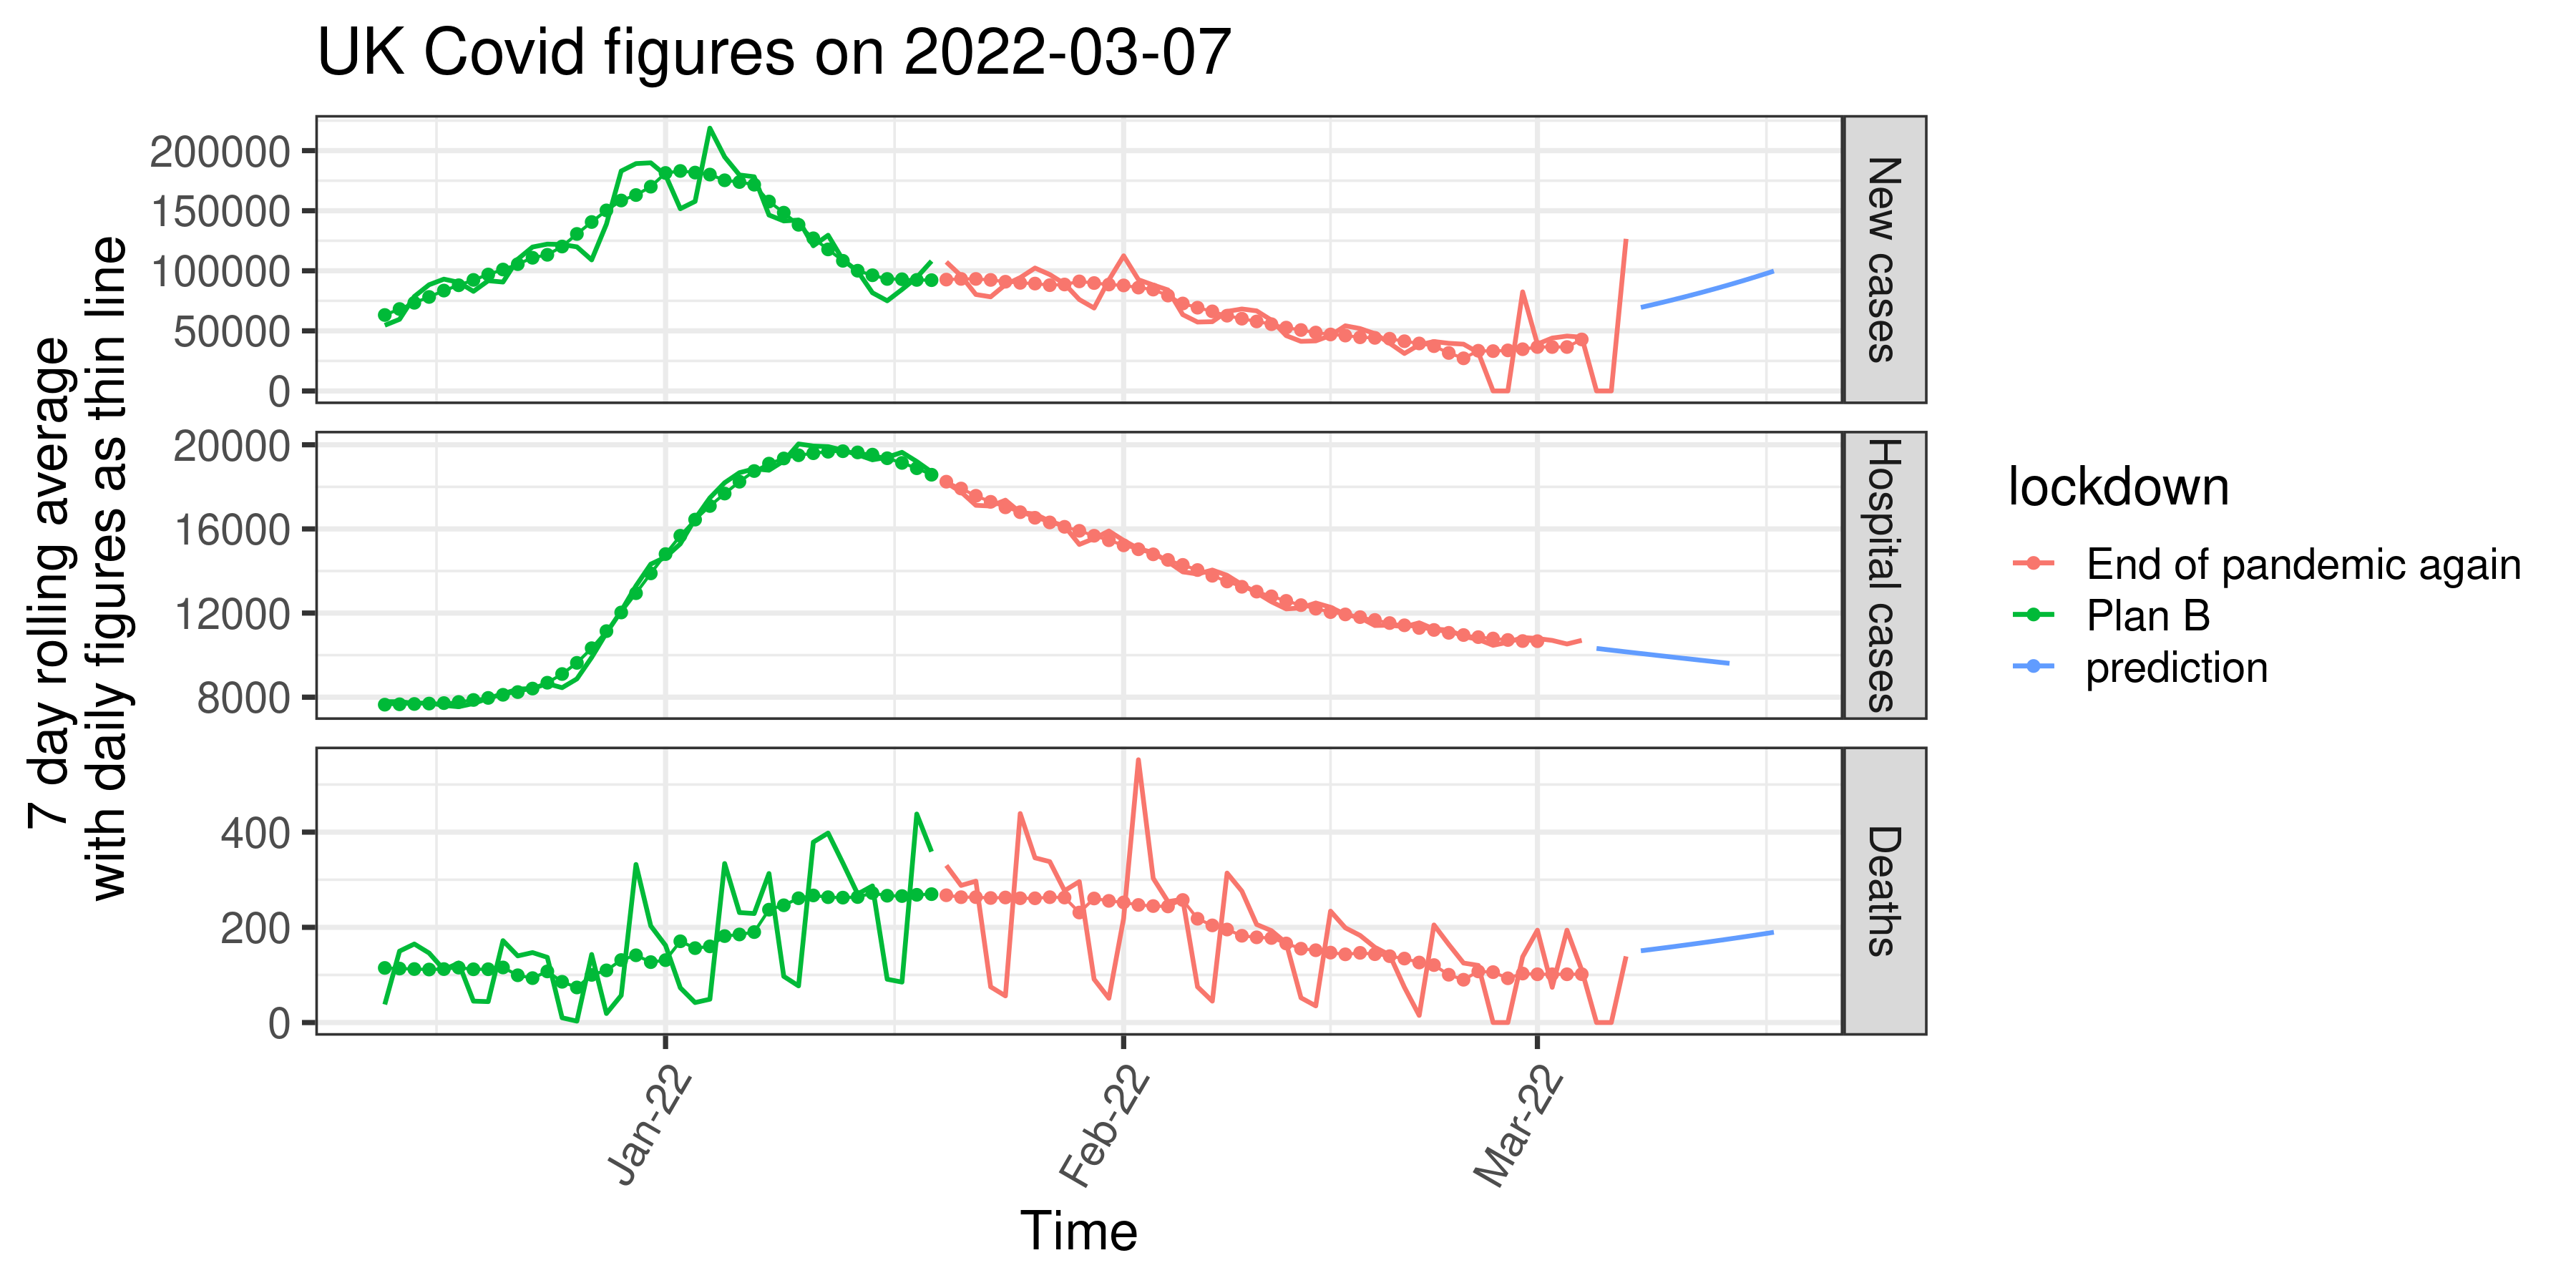 UK Covid figures on 2022-03-07
7 day rolling average
with daily figures as thin line
200000
150000
100000
50000
0
New cases
20000
16000
12000
8000
Hospital cases
400
200
0
Deaths
Jan-22
Feb-22
Mar-22
Time
lockdown
End of pandemic again
Plan B
prediction